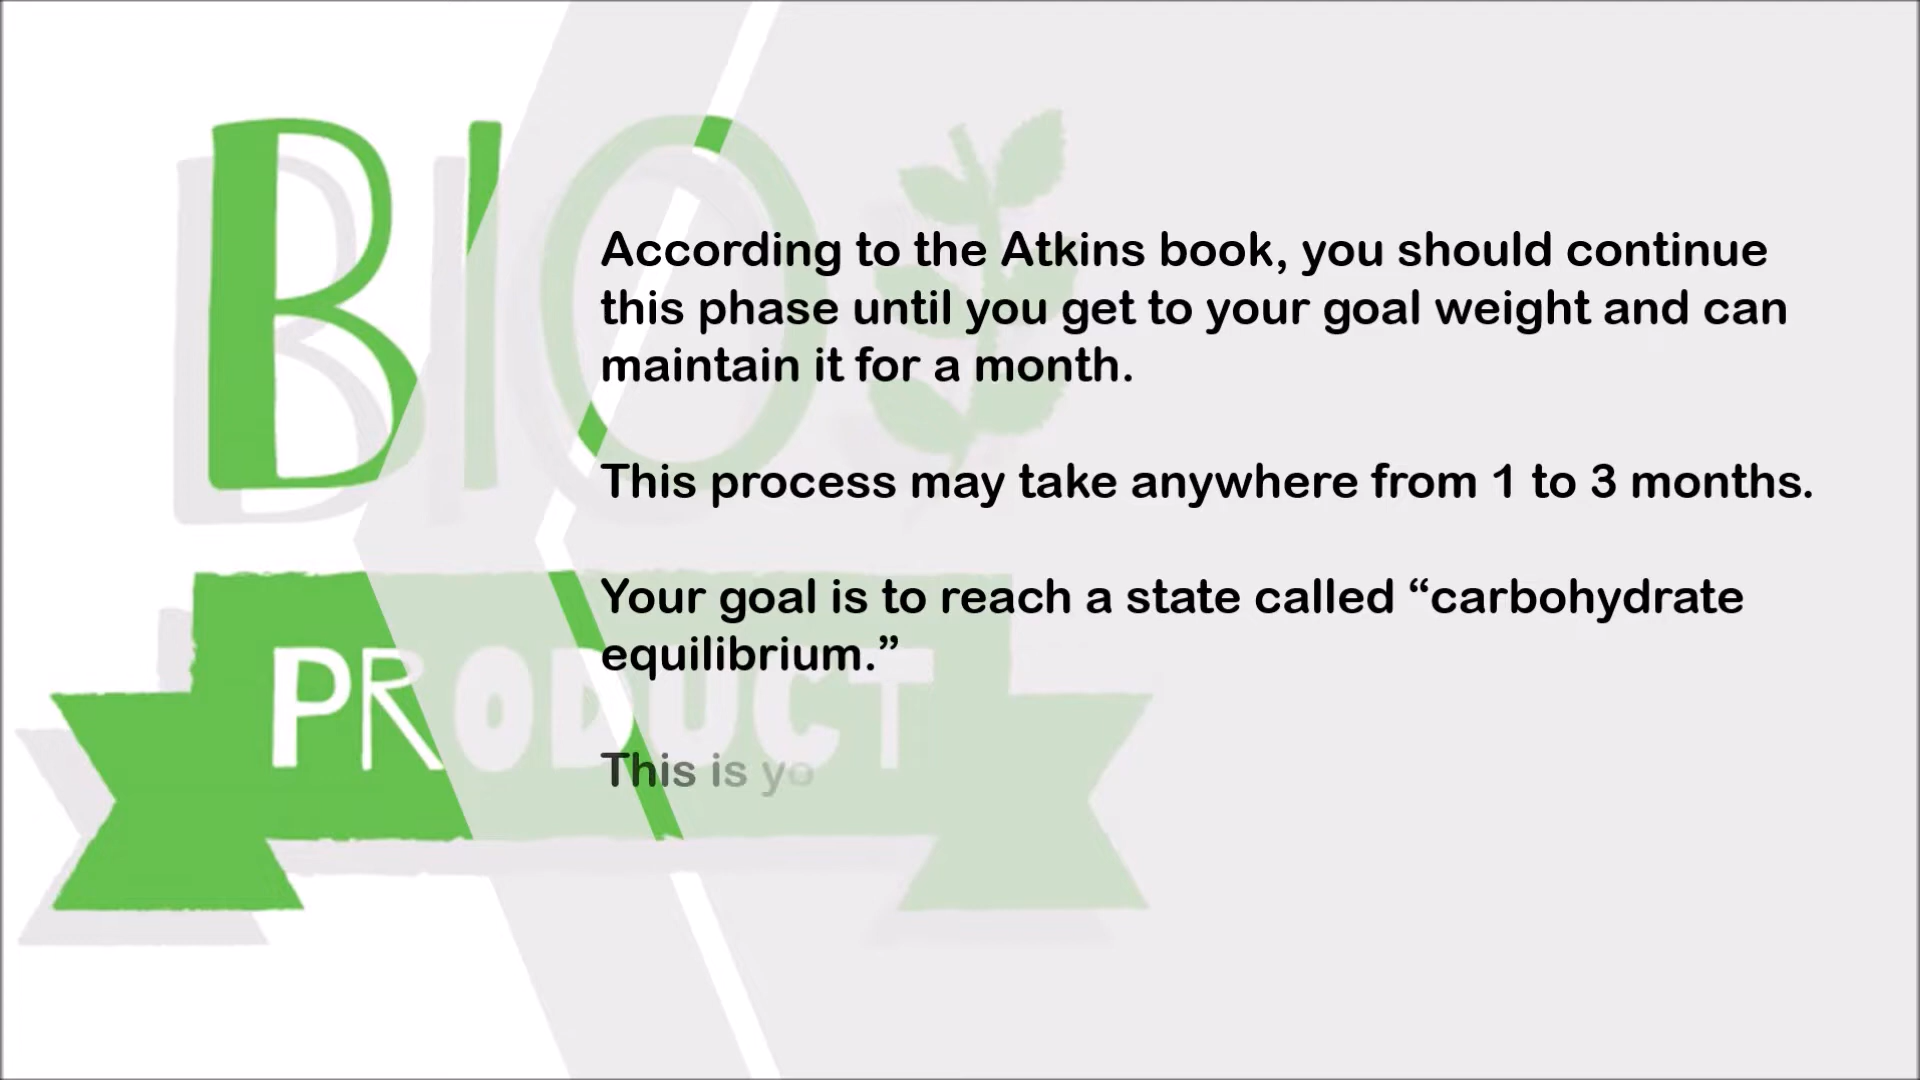 BIO
PRODUCT
According to the Atkins book, you should continue
this phase until you get to your goal weight and can
maintain it for a month.
This process may take anywhere from 1 to 3 months.
Your goal is to reach a state called “carbohydrate
equilibrium.”
This is yo